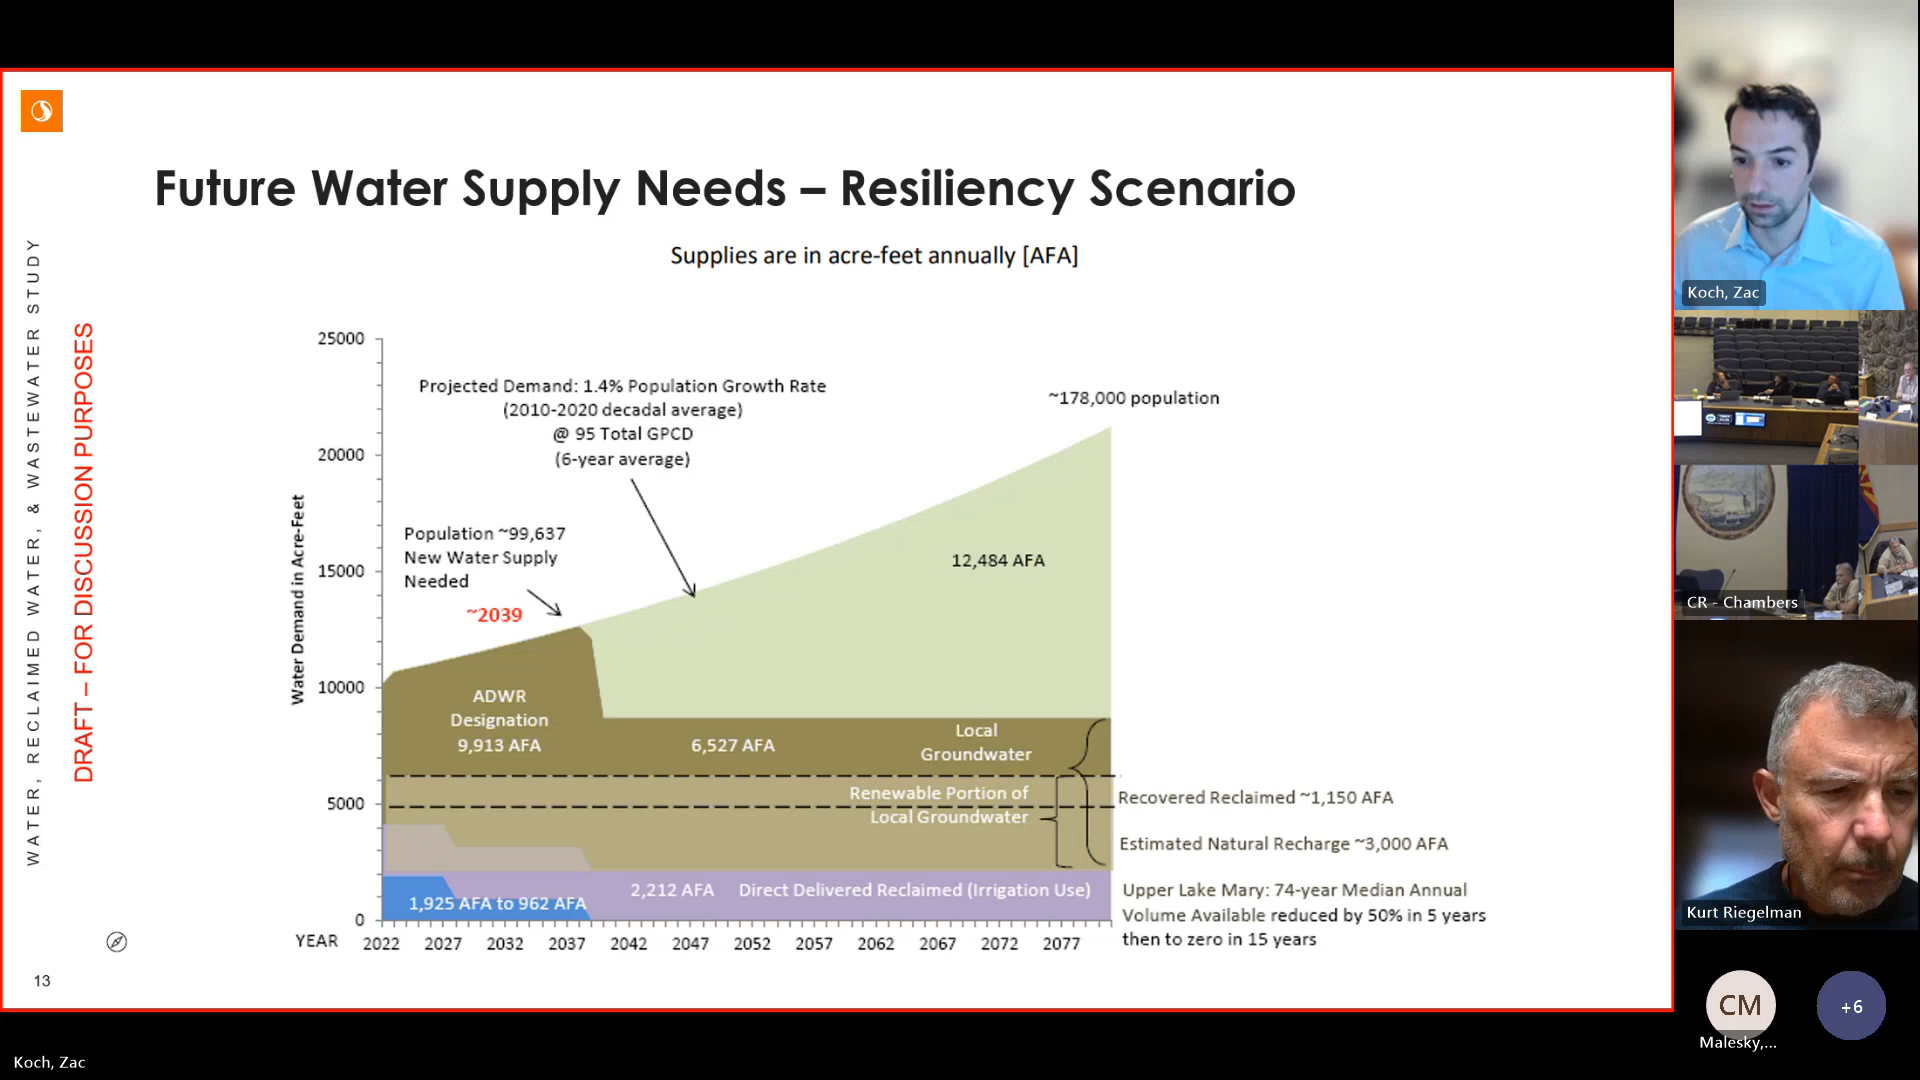 Future Water Supply Needs – Resiliency Scenario
Supplies are in acre-feet annually [AFA]
WATER, RECLAIMED WATER, & WASTEWATER STUDY
DRAFT – FOR DISCUSSION PURPOSES
Water Demand in Acre-Feet
25000
20000
15000
10000
5000
0
Projected Demand: 1.4% Population Growth Rate
(2010-2020 decadal average)
@ 95 Total GPCD
(6-year average)
~178,000 population
Population ~99,637
New Water Supply
Needed
~2039
12,484 AFA
ADWR
Designation
9,913 AFA
6,527 AFA
Local
Groundwater
Renewable Portion of
Local Groundwater
Recovered Reclaimed ~1,150 AFA
Estimated Natural Recharge ~3,000 AFA
1,925 AFA to 962 AFA
2,212 AFA
Direct Delivered Reclaimed (Irrigation Use)
Upper Lake Mary: 74-year Median Annual
Volume Available reduced by 50% in 5 years
then to zero in 15 years
YEAR
2022 2027 2032 2037 2042 2047 2052 2057 2062 2067 2072 2077
13
Koch, Zac
Koch, Zac
CR - Chambers
Kurt Riegelman
CM
Malesky,...
+6